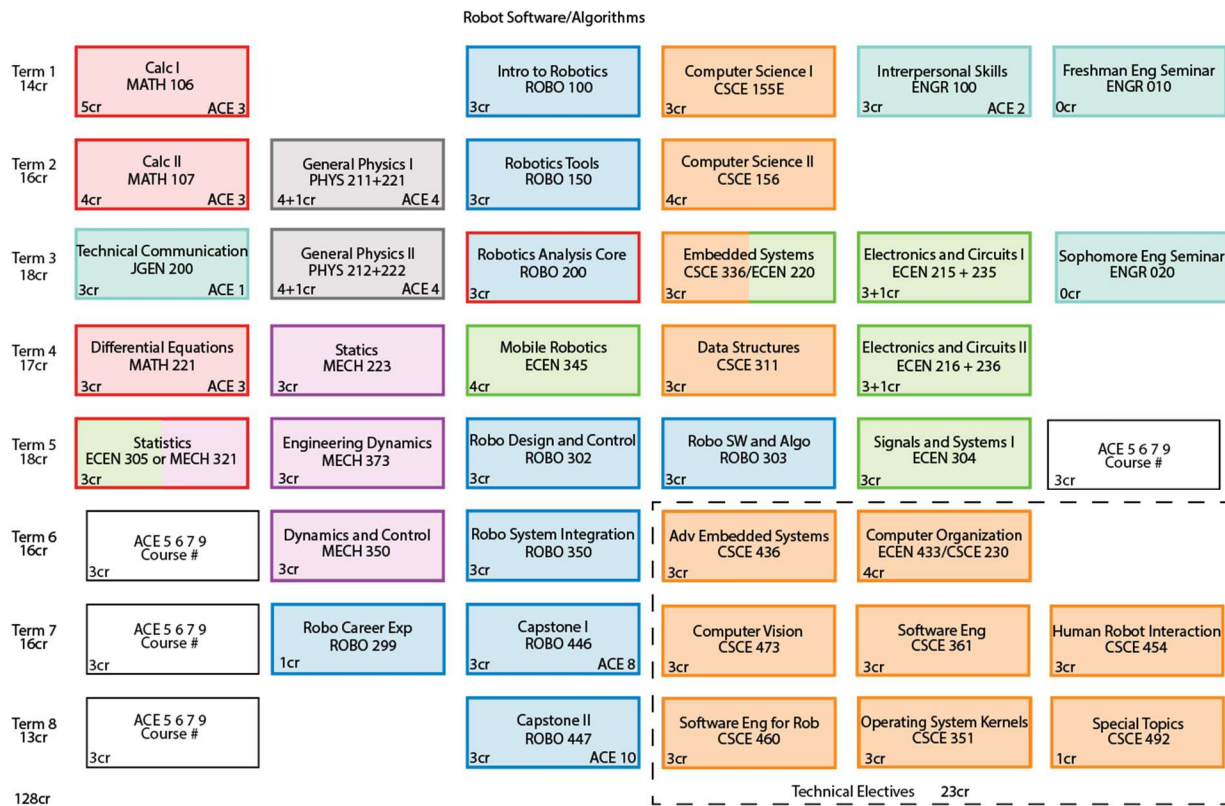 Robot Software/Algorithms
Term 1
14cr
Calc I
MATH 106
5cr
ACE 3
Intro to Robotics
ROBO 100
3cr
Computer Science I
CSCE 155E
3cr
Intrerpersonal Skills
ENGR 100
3cr
ACE 2
Freshman Eng Seminar
ENGR 010
0cr
Term 2
16cr
Calc II
MATH 107
4cr
ACE 3
General Physics I
PHYS 211+221
4+1cr
ACE 4
Robotics Tools
ROBO 150
3cr
Computer Science II
CSCE 156
4cr
Term 3
18cr
Technical Communication
JGEN 200
3cr
ACE 1
General Physics II
PHYS 212+222
4+1cr
ACE 4
Robotics Analysis Core
ROBO 200
3cr
Embedded Systems
CSCE 336/ECEN 220
3cr
Electronics and Circuits I
ECEN 215 + 235
3+1cr
Sophomore Eng Seminar
ENGR 020
0cr
Term 4
17cr
Differential Equations
MATH 221
3cr
ACE 3
Statics
MECH 223
3cr
Mobile Robotics
ECEN 345
4cr
Data Structures
CSCE 311
3cr
Electronics and Circuits II
ECEN 216 + 236
3+1cr
Term 5
18cr
Statistics
ECEN 305 or MECH 321
3cr
Engineering Dynamics
MECH 373
3cr
Robo Design and Control
ROBO 302
3cr
Robo SW and Algo
ROBO 303
3cr
Signals and Systems I
ECEN 304
3cr
ACE 5 6 7 9
Course #
3cr
Term 6
16cr
ACE 5 6 7 9
Course #
3cr
Dynamics and Control
MECH 350
3cr
Robo System Integration
ROBO 350
3cr
Adv Embedded Systems
CSCE 436
3cr
Computer Organization
ECEN 433/CSCE 230
4cr
Term 7
16cr
ACE 5 6 7 9
Course #
3cr
Robo Career Exp
ROBO 299
1cr
Capstone I
ROBO 446
3cr
ACE 8
Computer Vision
CSCE 473
3cr
Software Eng
CSCE 361
3cr
Human Robot Interaction
CSCE 454
3cr
Term 8
13cr
ACE 5 6 7 9
Course #
3cr
Capstone II
ROBO 447
3cr
ACE 10
Software Eng for Rob
CSCE 460
3cr
Operating System Kernels
CSCE 351
3cr
Special Topics
CSCE 492
1cr
Technical Electives 23cr
128cr